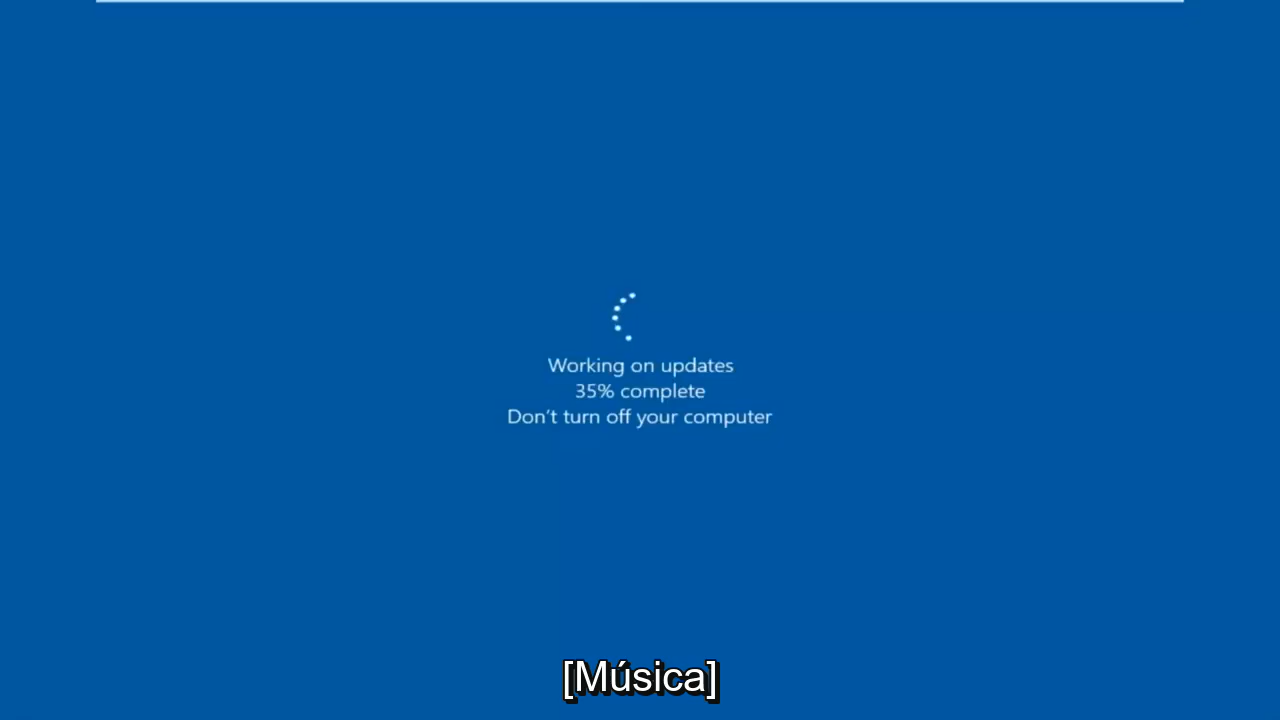 Working on updates
35% complete
Don't turn off your computer
[Música]